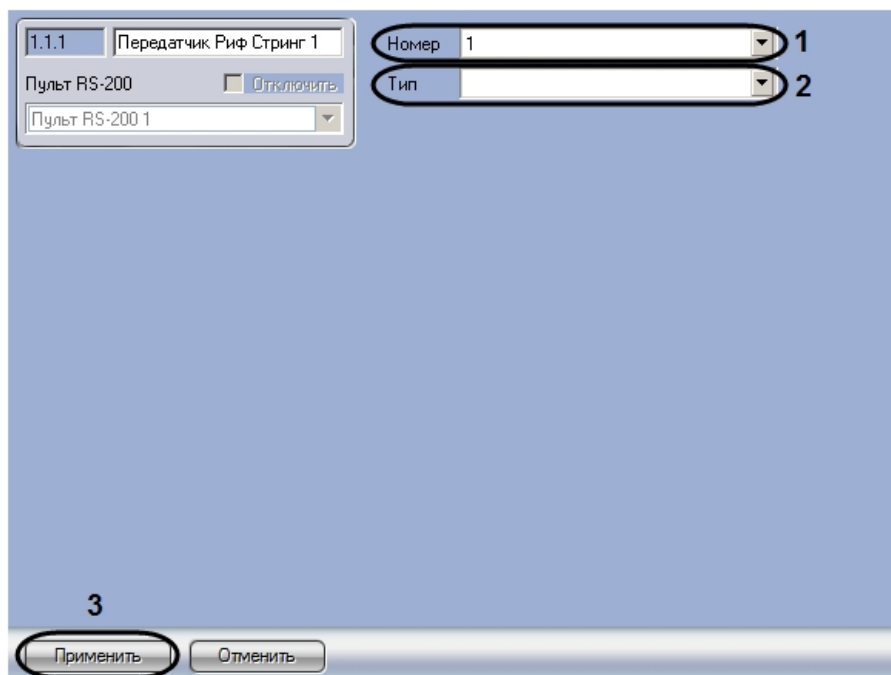 1.1.1 Передатчик Риф Стринг 1
Пульт RS-200 Отключить
Пульт RS-200 1
Номер 1 1
Тип 2
3
Применить Отменить